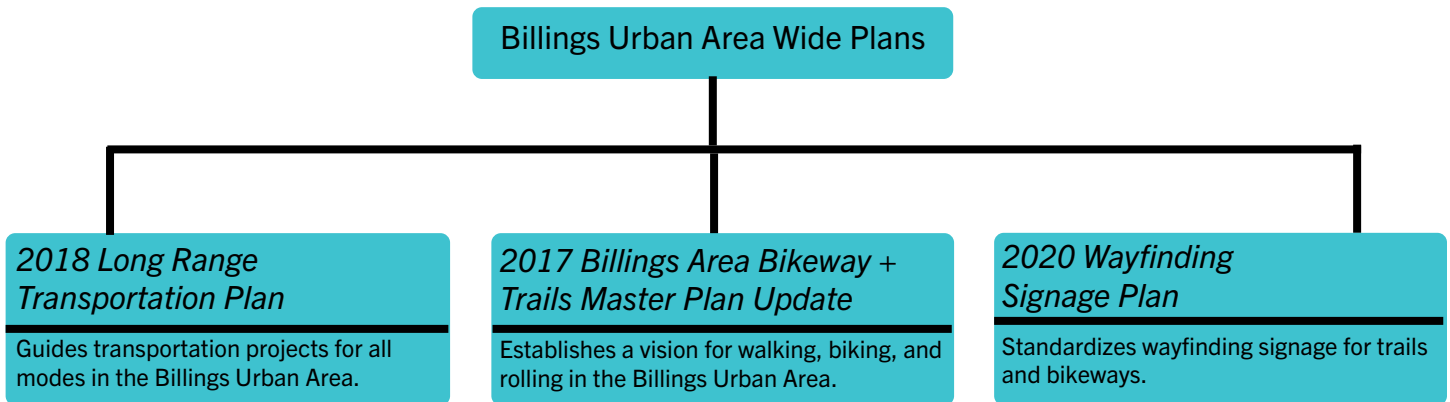 Billings Urban Area Wide Plans
2018 Long Range
Transportation Plan
Guides transportation projects for all
modes in the Billings Urban Area.
2017 Billings Area Bikeway +
Trails Master Plan Update
Establishes a vision for walking, biking, and
rolling in the Billings Urban Area.
2020 Wayfinding
Signage Plan
Standardizes wayfinding signage for trails
and bikeways.